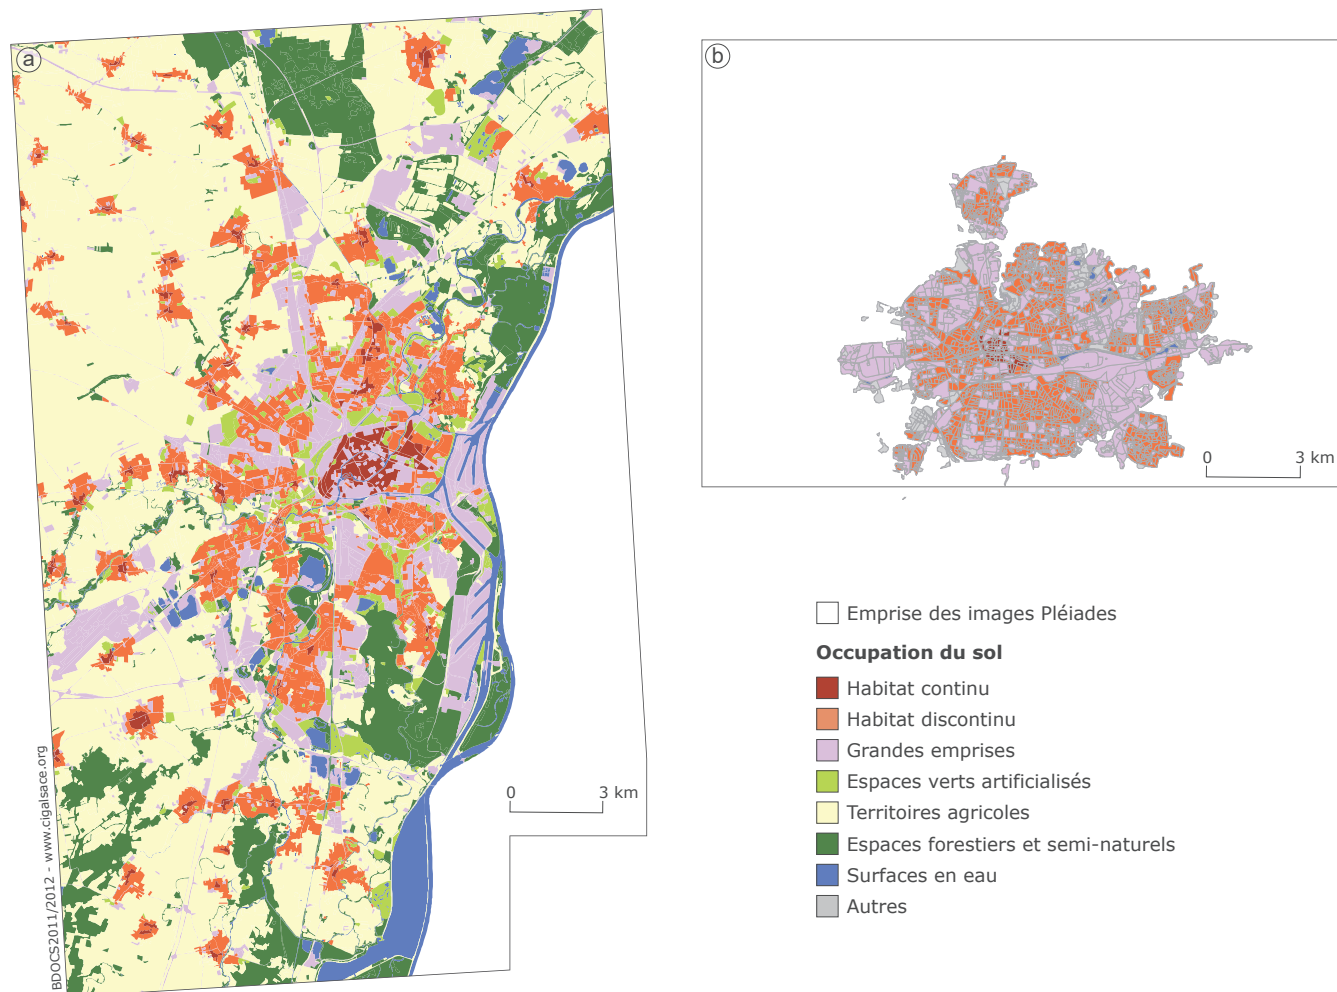 a
b
0 3 km
Emprise des images Pléiades
Occupation du sol
Habitat continu
Habitat discontinu
Grandes emprises
Espaces verts artificialisés
Territoires agricoles
Espaces forestiers et semi-naturels
Surfaces en eau
Autres
0 3 km
BDOCS2011/2012 - www.cigalsace.org